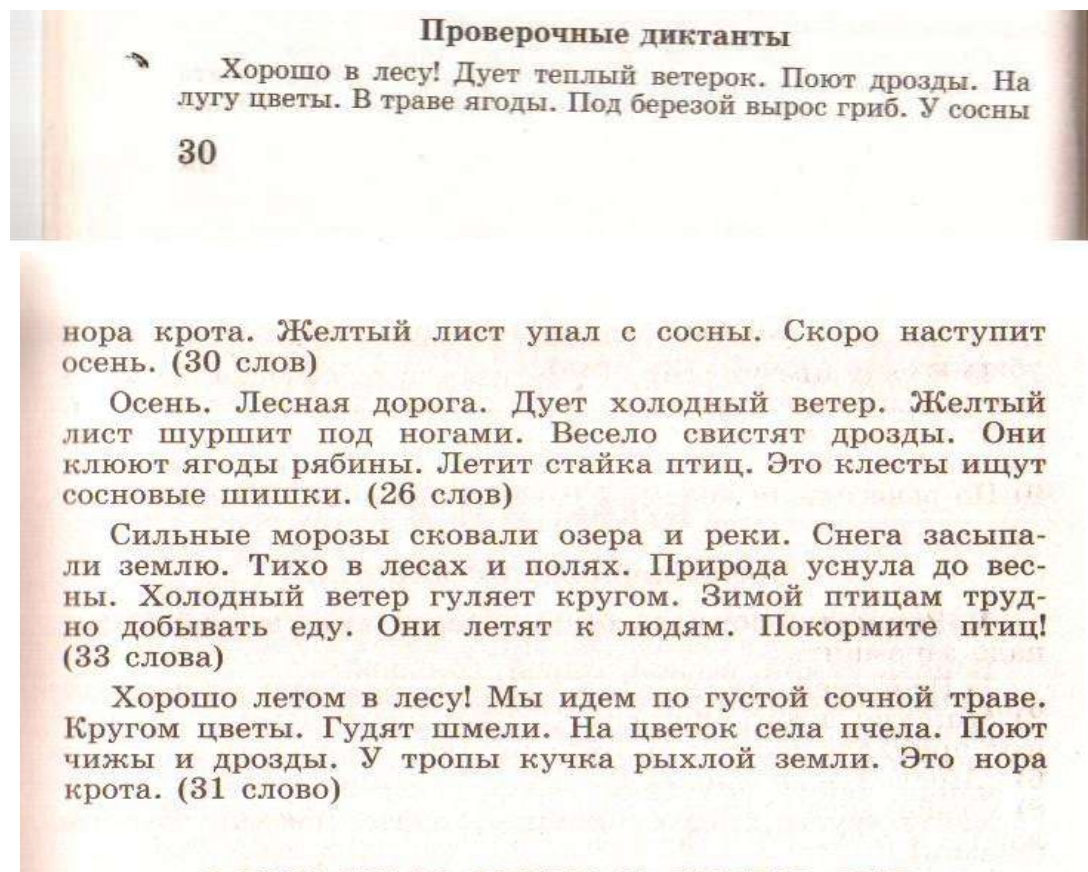 Проверочные диктанты
Хорошо в лесу! Дует теплый ветерок. Поют дрозды. На
лугу цветы. В траве ягоды. Под березой вырос гриб. У сосны
30
нора крота. Желтый лист упал с сосны. Скоро наступит
осень. (30 слов)
Осень. Лесная дорога. Дует холодный ветер. Желтый
лист шуршит под ногами. Весело свистят дрозды. Они
клюют ягоды рябины. Летит стайка птиц. Это клесты ищут
сосновые шишки. (26 слов)
Сильные морозы сковали озера и реки. Снега засыпа-
ли землю. Тихо в лесах и полях. Природа уснула до вес-
ны. Холодный ветер гуляет кругом. Зимой птицам труд-
но добывать еду. Они летят к людям. Покормите птиц!
(33 слова)
Хорошо летом в лесу! Мы идем по густой сочной траве.
Кругом цветы. Гудят шмели. На цветок села пчела. Поют
чижы и дрозды. У тропы кучка рыхлой земли. Это нора
крота. (31 слово)